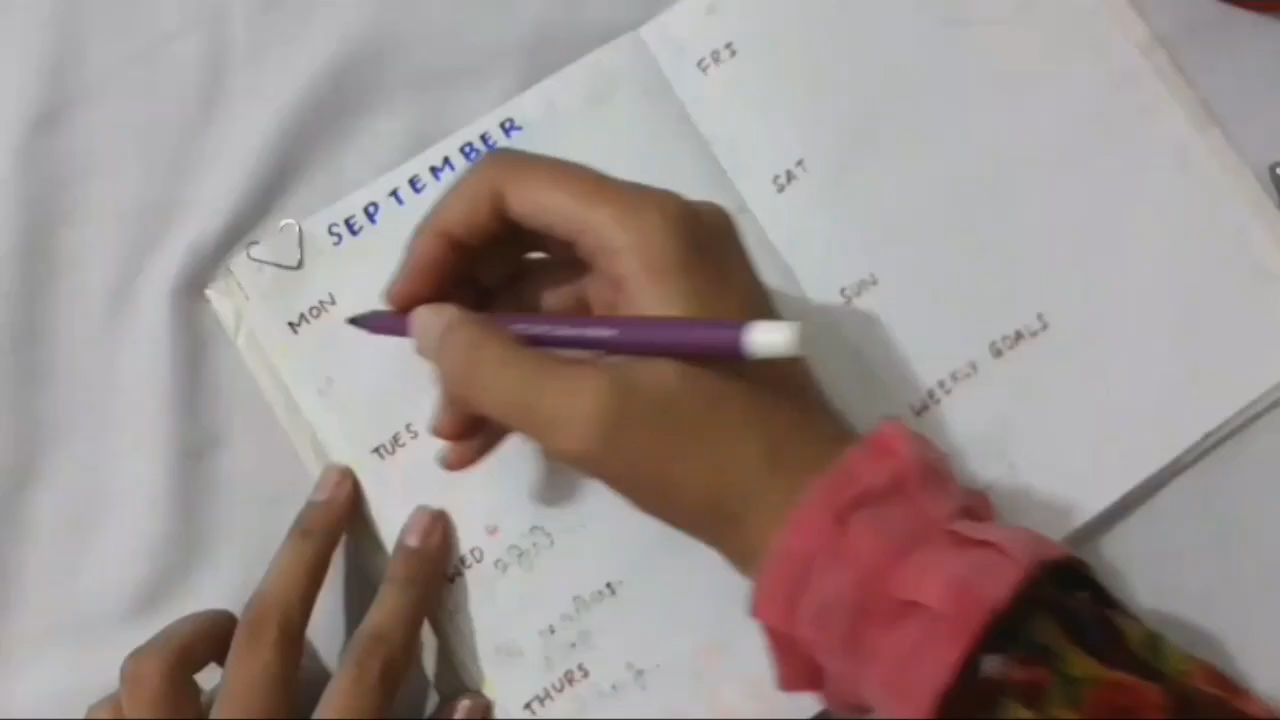 SEPTEMBER
MON
TUES
WED
THURS
FRI
SAT
SUN
WEEKLY GOALS